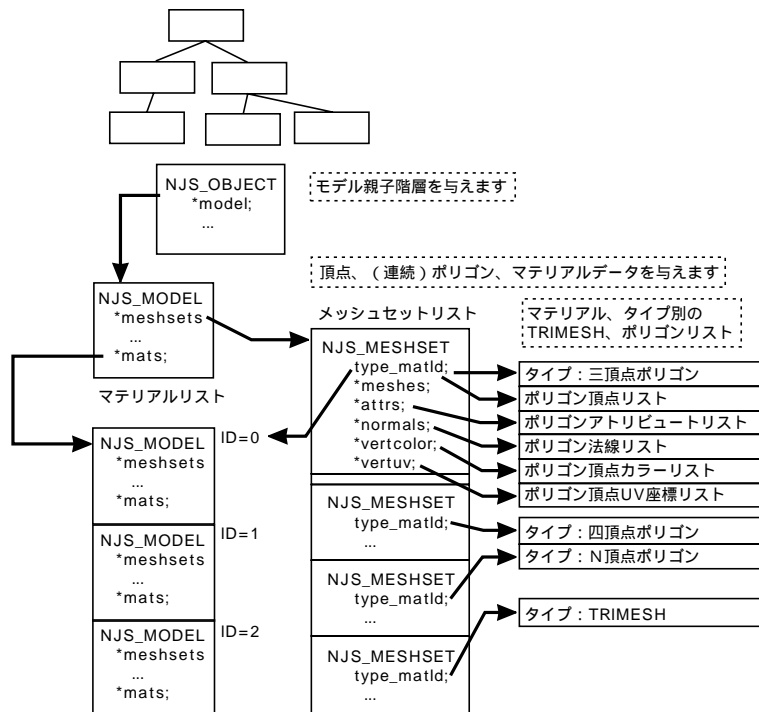 NJS_OBJECT
*model;
...
モデル親子階層を与えます
頂点、（連続）ポリゴン、マテリアルデータを与えます
NJS_MODEL
*meshsets
...
*mats;
マテリアルリスト
メッシュセットリスト
マテリアル、タイプ別の
TRIMESH、ポリゴンリスト
NJS_MODEL
*meshsets
...
*mats;
ID=0
NJS_MODEL
*meshsets
...
*mats;
ID=1
NJS_MODEL
*meshsets
...
*mats;
ID=2
NJS_MESHSET
type_matId;
*meshes;
*attrs;
*normals;
*vertcolor;
*vertuv;
NJS_MESHSET
type_matId;
...
NJS_MESHSET
type_matId;
...
NJS_MESHSET
type_matId;
...
タイプ：三頂点ポリゴン
ポリゴン頂点リスト
ポリゴンアトリビュートリスト
ポリゴン法線リスト
ポリゴン頂点カラーリスト
ポリゴン頂点UV座標リスト
タイプ：四頂点ポリゴン
タイプ：Ｎ頂点ポリゴン
タイプ：TRIMESH